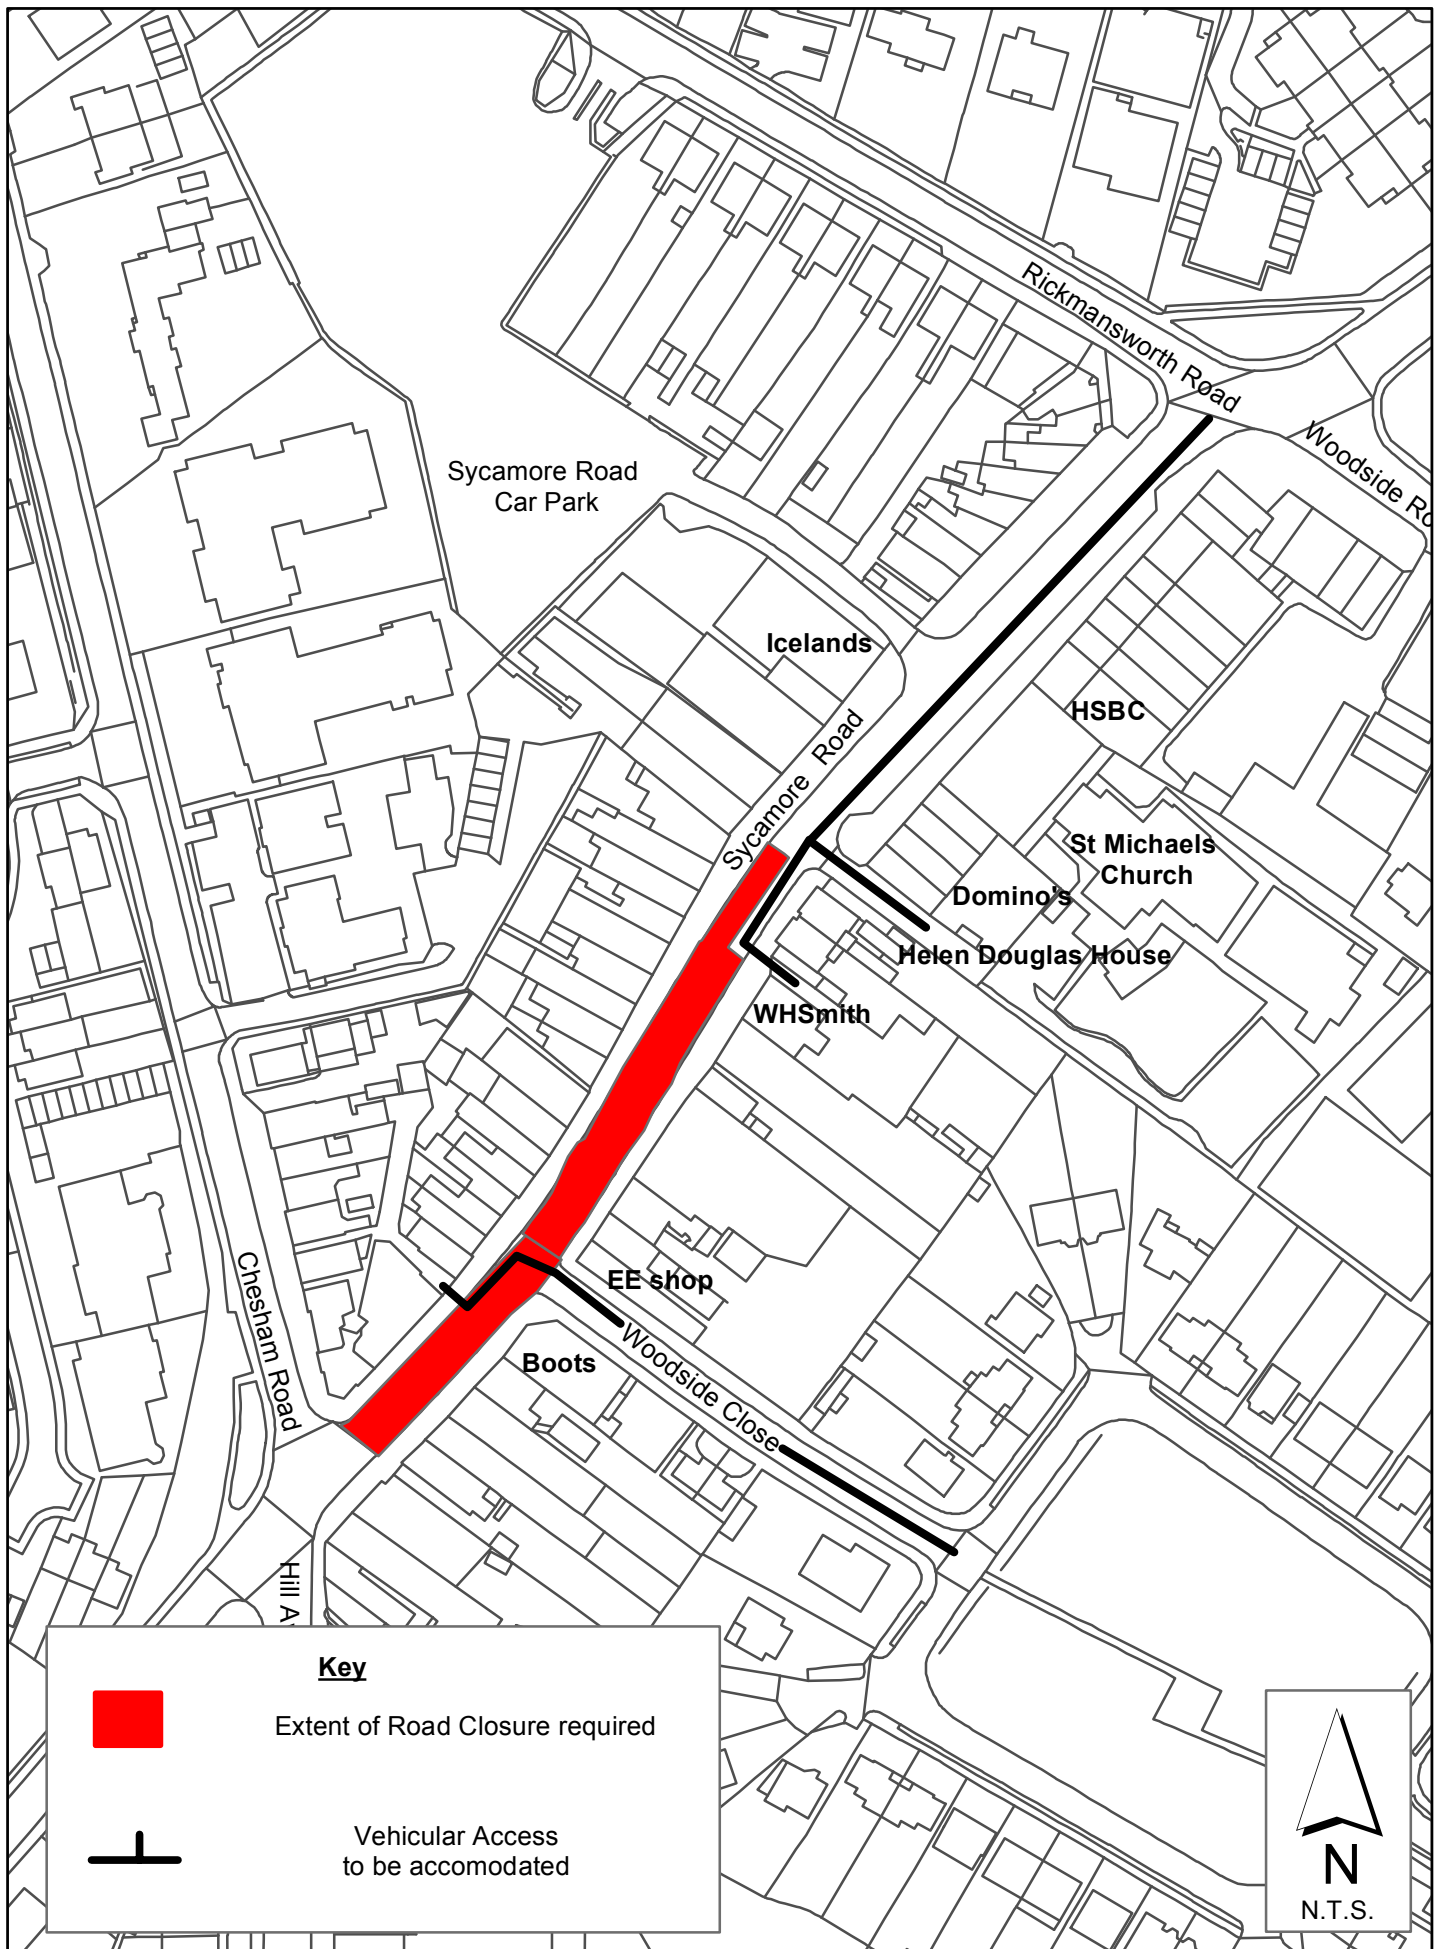 Rickmansworth Road
Woodside Ro
Sycamore Road
Car Park
Icelands
HSBC
Sycamore Road
St Michaels
Church
Domino's
Helen Douglas House
WHSmith
EE shop
Chesham Road
Boots
Woodside Close
Hill Av
Key
Extent of Road Closure required
Vehicular Access
to be accomodated
N
N.T.S.